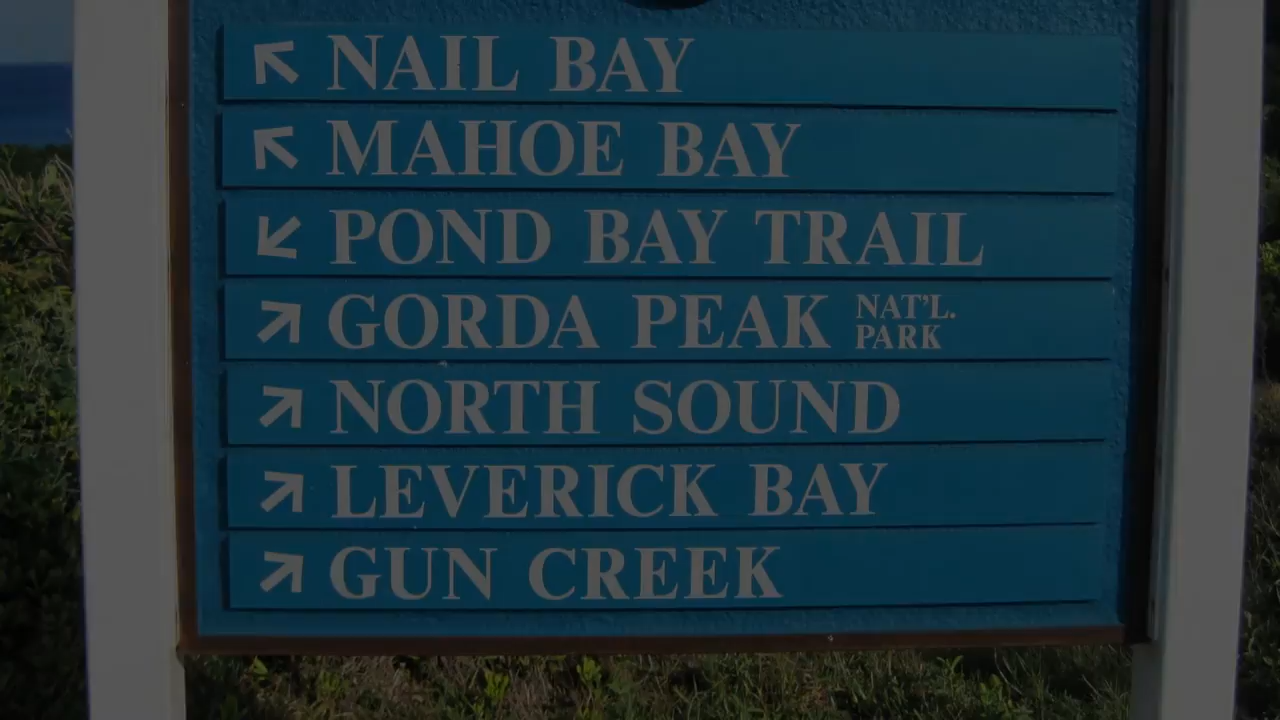 NAIL BAY
MAHOE BAY
POND BAY TRAIL
GORDA PEAK NAT'L. PARK
NORTH SOUND
LEVERICK BAY
GUN CREEK